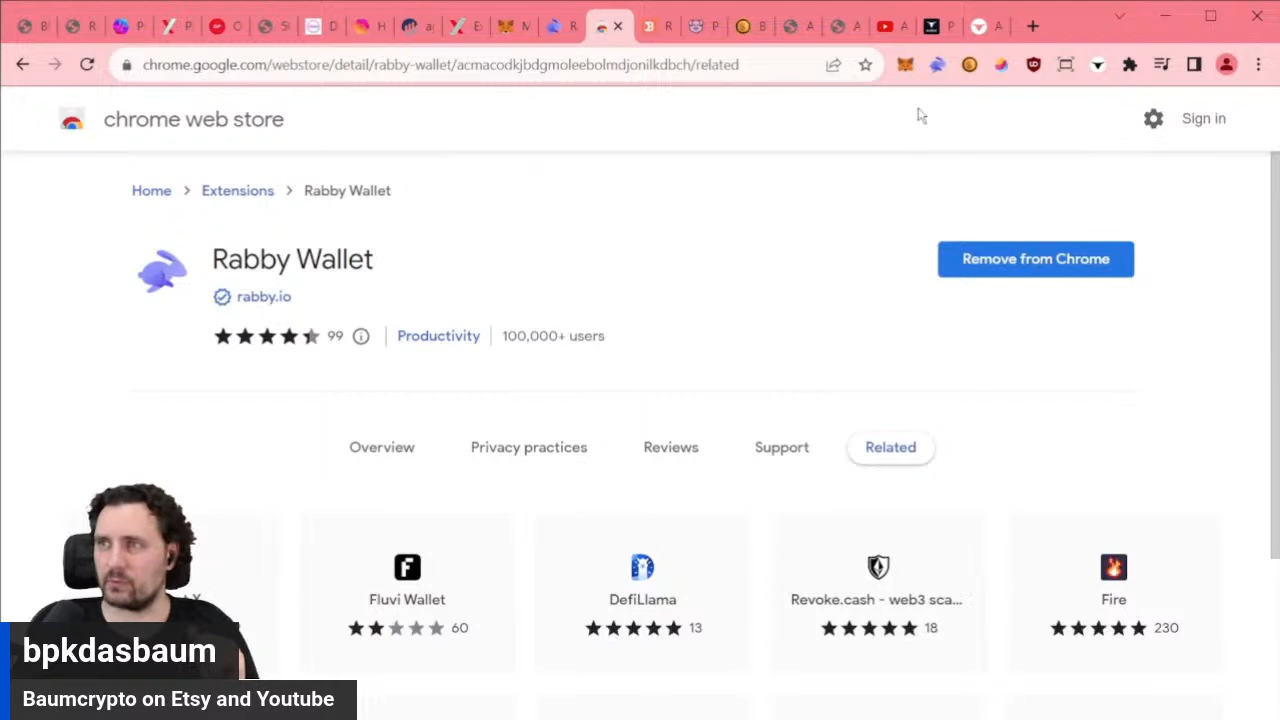 B
R
P
P
C
S
D
H
a
E
M
R
R
P
B
A
A
A
P
A
chrome.google.com/webstore/detail/rabby-wallet/acmacodkjbdgmoleebolmdjonilkdbch/related
chrome web store
Sign in
Home > Extensions > Rabby Wallet
Rabby Wallet
Remove from Chrome
rabby.io
99
Productivity
100,000+ users
Overview
Privacy practices
Reviews
Support
Related
Fluvi Wallet
DefiLlama
Revoke.cash - web3 sca...
Fire
60
13
18
230
bpkdasbaum
Baumcrypto on Etsy and Youtube